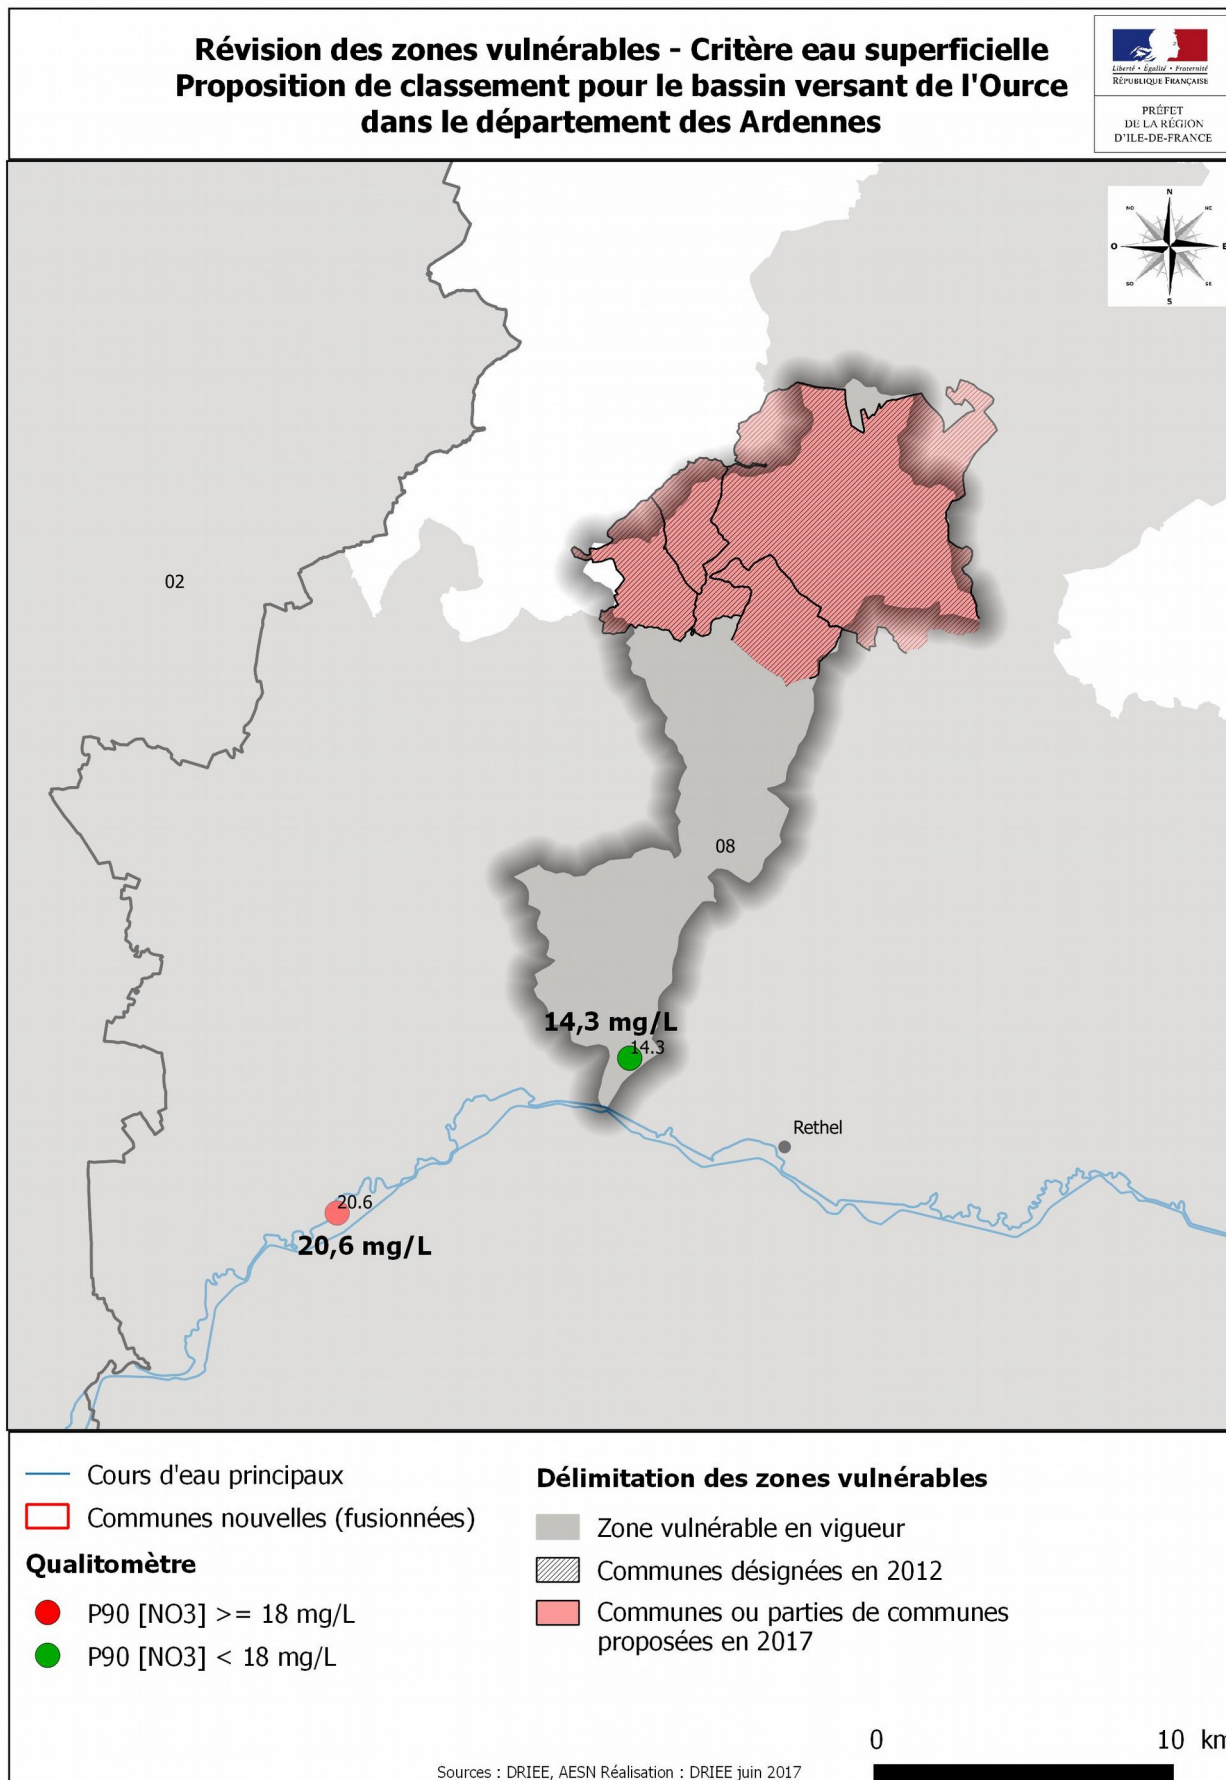 Révision des zones vulnérables - Critère eau superficielle
Proposition de classement pour le bassin versant de l'Ource
dans le département des Ardennes
Liberté • Égalité • Fraternité
RÉPUBLIQUE FRANÇAISE
PRÉFET
DE LA RÉGION
D'ILE-DE-FRANCE
N
NO
NE
O
E
SO
SE
S
02
08
14,3 mg/L
14.3
Rethel
20.6
20,6 mg/L
Cours d'eau principaux
Communes nouvelles (fusionnées)
Qualitomètre
P90 [NO3] >= 18 mg/L
P90 [NO3] < 18 mg/L
Délimitation des zones vulnérables
Zone vulnérable en vigueur
Communes désignées en 2012
Communes ou parties de communes
proposées en 2017
0 10 km
Sources : DRIEE, AESN Réalisation : DRIEE juin 2017